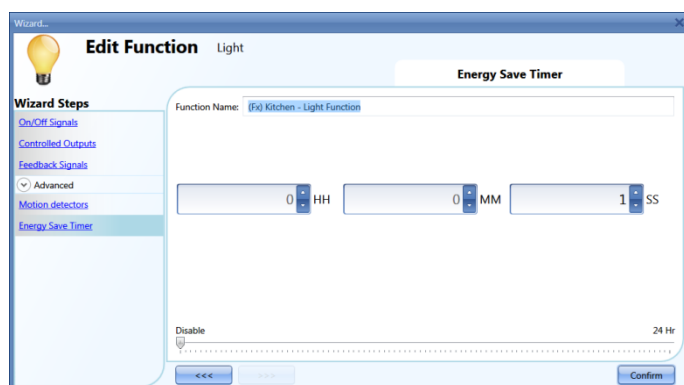 Wizard...
Edit Function Light
Energy Save Timer
Wizard Steps
On/Off Signals
Controlled Outputs
Feedback Signals
Advanced
Motion detectors
Energy Save Timer
Function Name: (Fx) Kitchen - Light Function
0 HH 0 MM 1 SS
Disable 24 Hr
<<< >>> Confirm